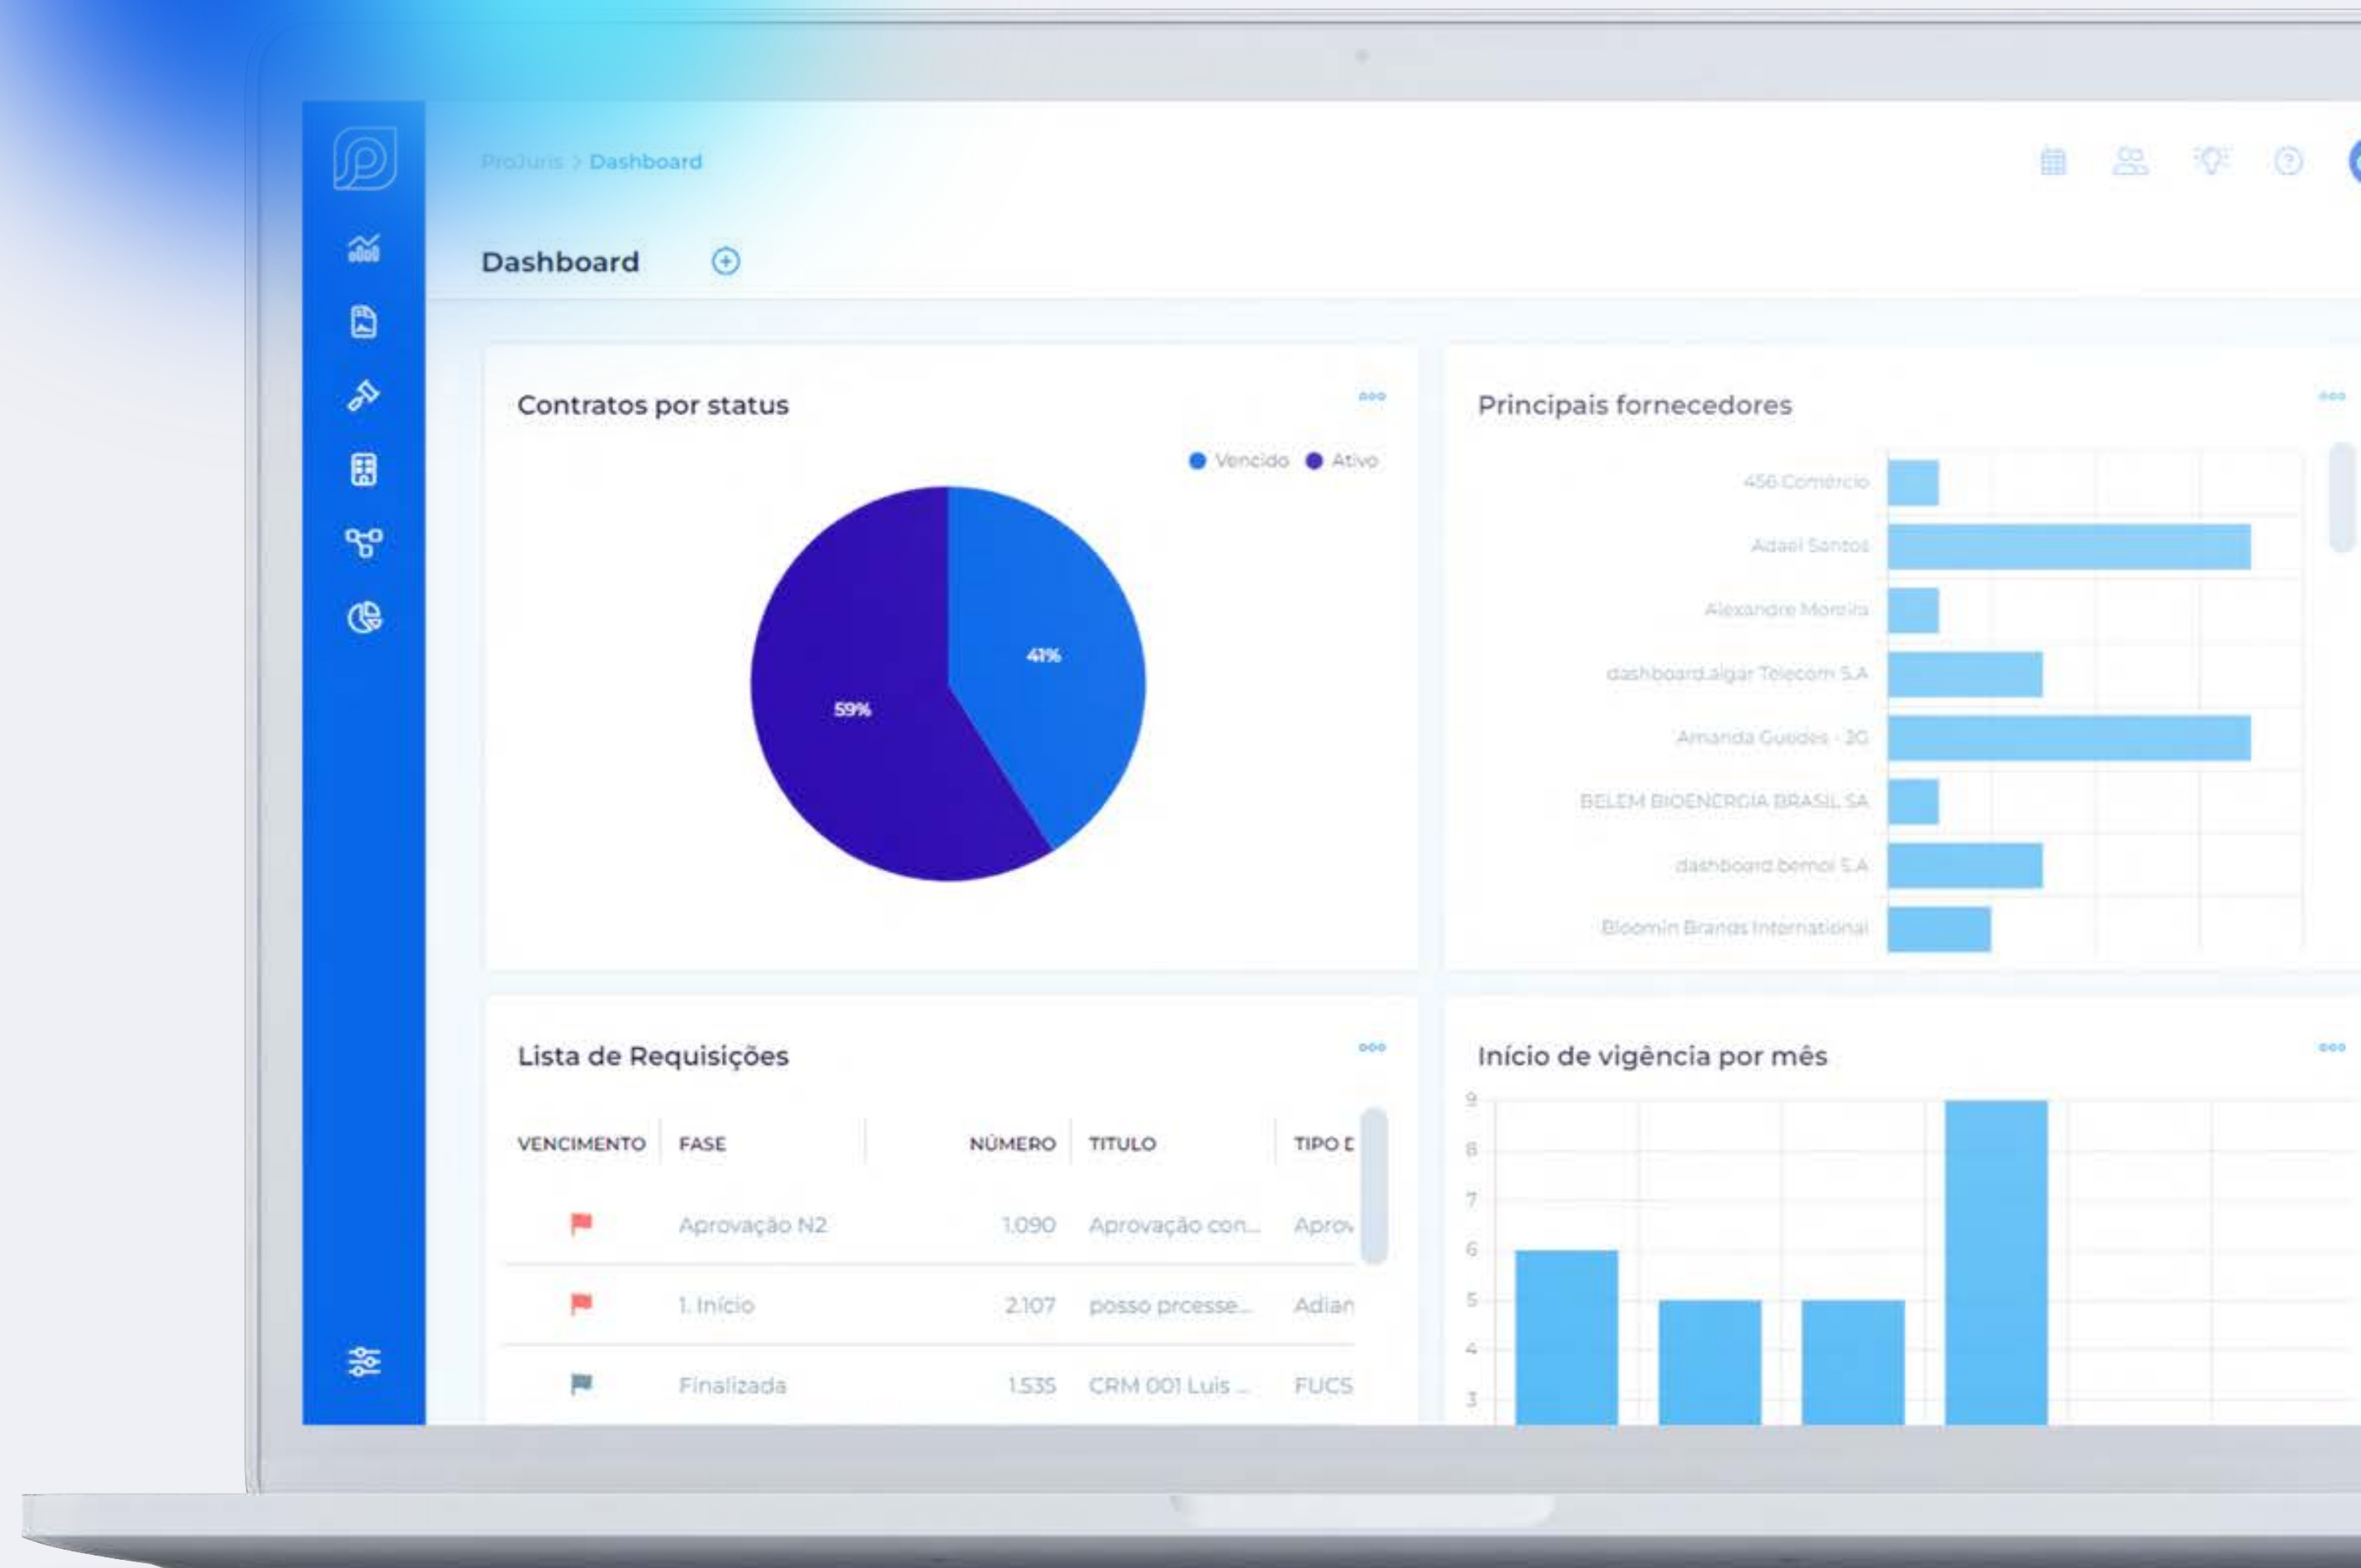 ProJuris > Dashboard
Dashboard
Contratos por status
Vencido Ativo
41%
59%
Principais fornecedores
456 Comércio
Adael Santos
Alexandre Moreira
dashboard.algar Telecom S.A
Amanda Guedes - 2G
BELEM BIOENERGIA BRASIL SA
dashboard.bemol S.A
Bloomin Brands International
Lista de Requisições
VENCIMENTO FASE NÚMERO TITULO TIPO
Aprovação N2 1.090 Aprovação con... Aprov
1. Início 2.107 posso prcesse... Adian
Finalizada 1.535 CRM 001 Luis ... FUCS
Início de vigência por mês
9
8
7
6
5
4
3